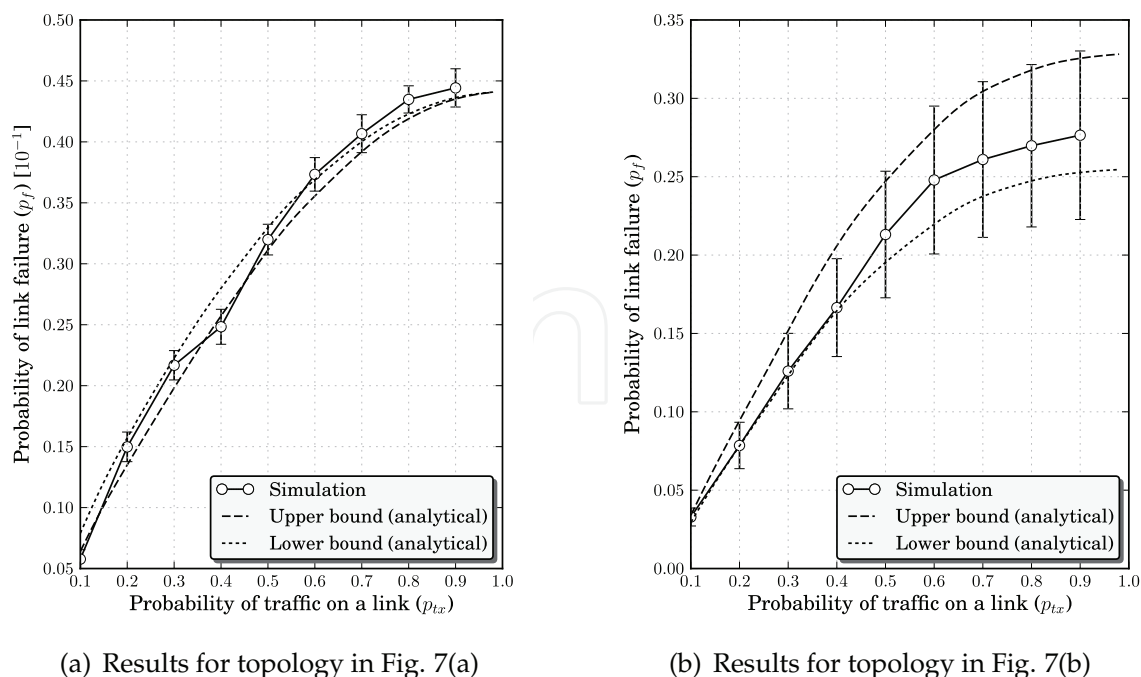 0.50
0.45
0.40
0.35
0.30
0.25
0.20
0.15
0.10
0.05
Probability of link failure (p_f) [10^{-1}]
Simulation
Upper bound (analytical)
Lower bound (analytical)
0.1 0.2 0.3 0.4 0.5 0.6 0.7 0.8 0.9 1.0
Probability of traffic on a link (p_{tx})
(a) Results for topology in Fig. 7(a)
0.35
0.30
0.25
0.20
0.15
0.10
0.05
0.00
Probability of link failure (p_f)
Simulation
Upper bound (analytical)
Lower bound (analytical)
0.1 0.2 0.3 0.4 0.5 0.6 0.7 0.8 0.9 1.0
Probability of traffic on a link (p_{tx})
(b) Results for topology in Fig. 7(b)